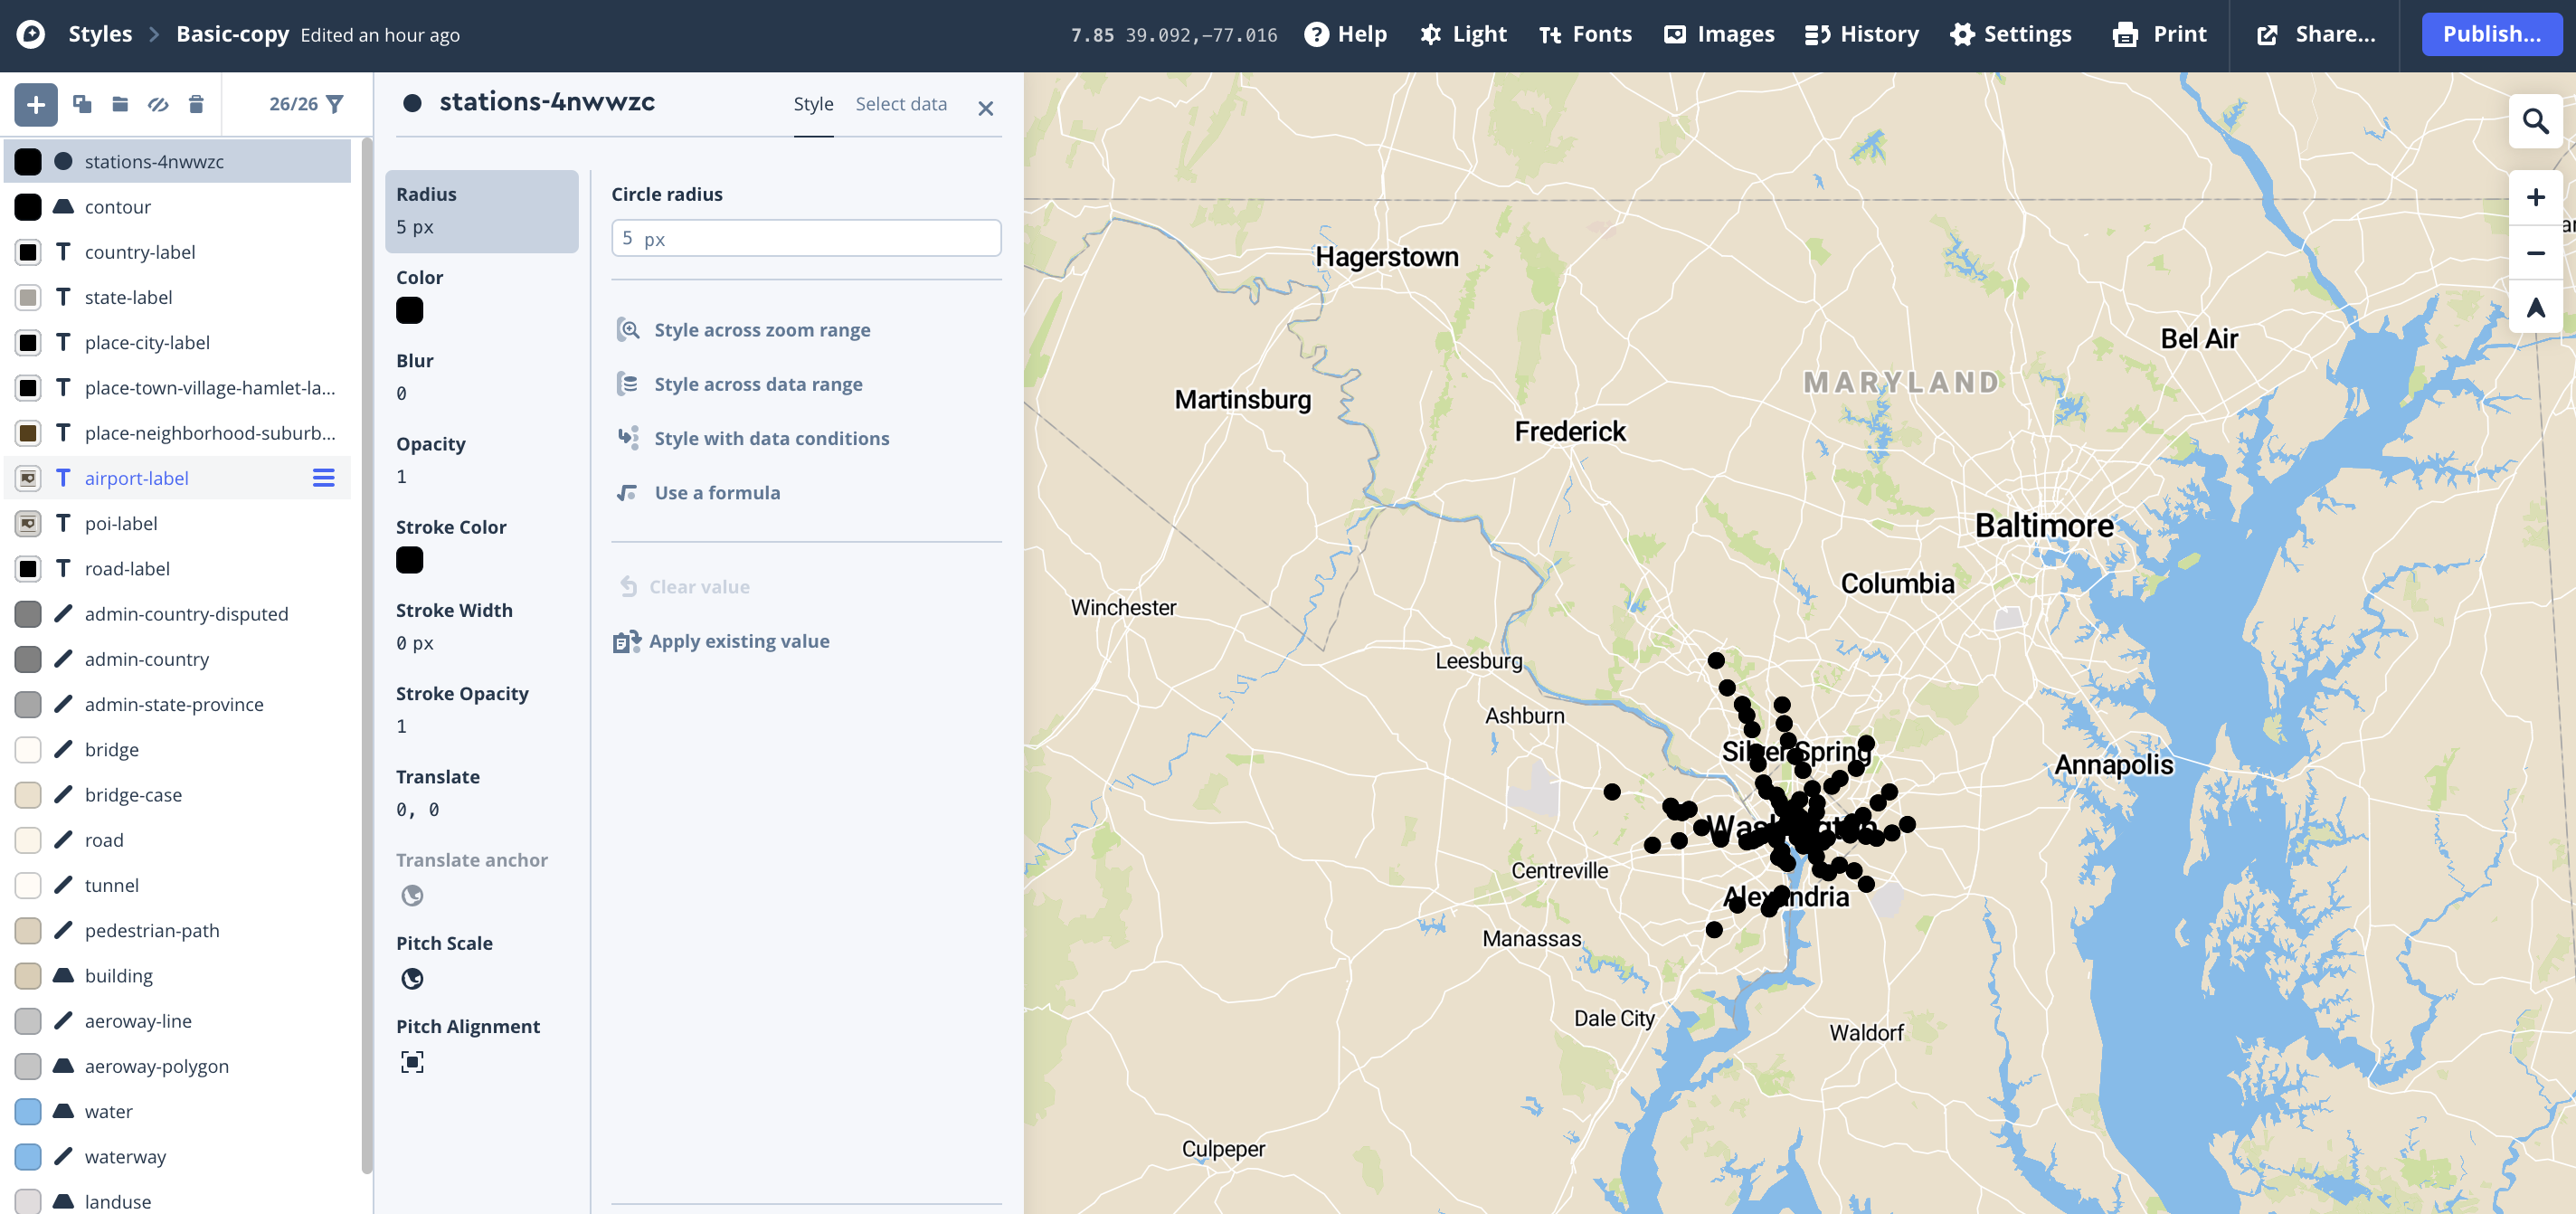 Styles
Basic-copy
Edited an hour ago
7.85 39.092,-77.016
Help
Light
Fonts
Images
History
Settings
Print
Share...
Publish...
26/26
stations-4nwwzc
contour
country-label
state-label
place-city-label
place-town-village-hamlet-la...
place-neighborhood-suburb...
airport-label
poi-label
road-label
admin-country-disputed
admin-country
admin-state-province
bridge
bridge-case
road
tunnel
pedestrian-path
building
aeroway-line
aeroway-polygon
water
waterway
landuse
stations-4nwwzc
Style
Select data
Radius
5 px
Color
Blur
0
Opacity
1
Stroke Color
Stroke Width
0 px
Stroke Opacity
1
Translate
0, 0
Translate anchor
Pitch Scale
Pitch Alignment
Circle radius
5 px
Style across zoom range
Style across data range
Style with data conditions
Use a formula
Clear value
Apply existing value
Hagerstown
Bel Air
MARYLAND
Martinsburg
Frederick
Baltimore
Columbia
Winchester
Leesburg
Ashburn
Silver Spring
Annapolis
Washington
Centreville
Alexandria
Manassas
Dale City
Waldorf
Culpeper